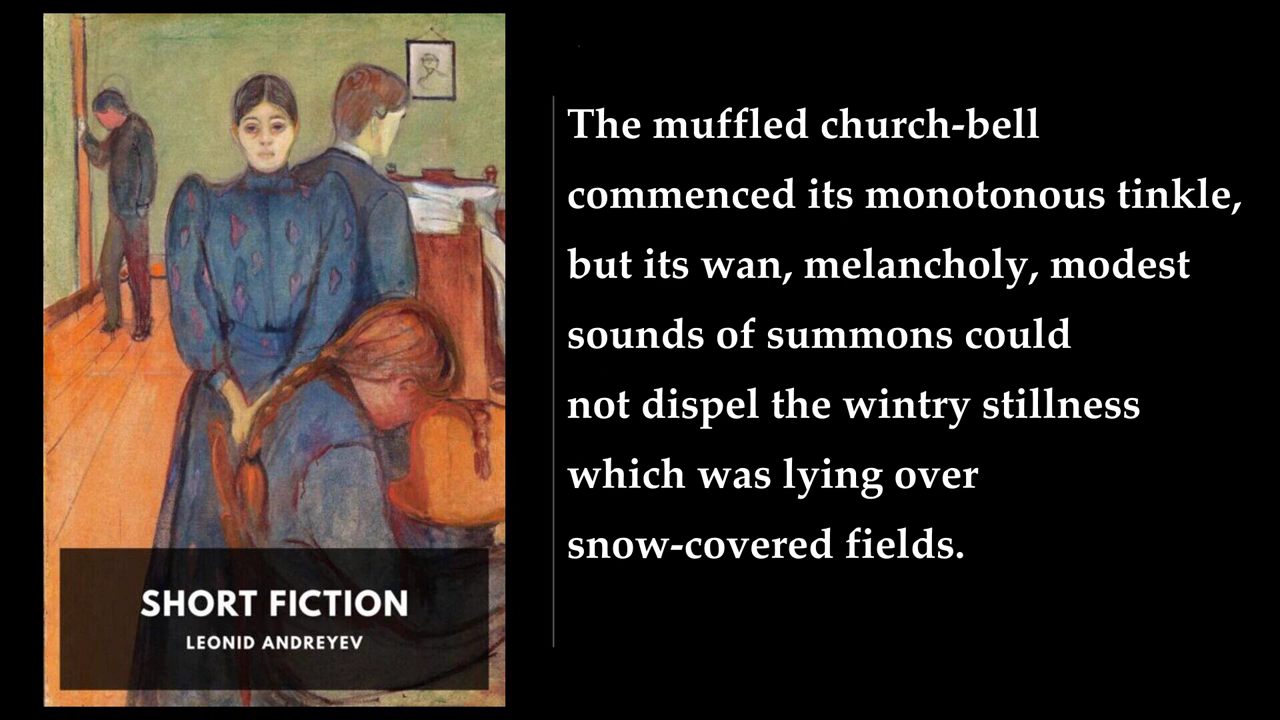 SHORT FICTION
LEONID ANDREYEV
The muffled church-bell
commenced its monotonous tinkle,
but its wan, melancholy, modest
sounds of summons could
not dispel the wintry stillness
which was lying over
snow-covered fields.